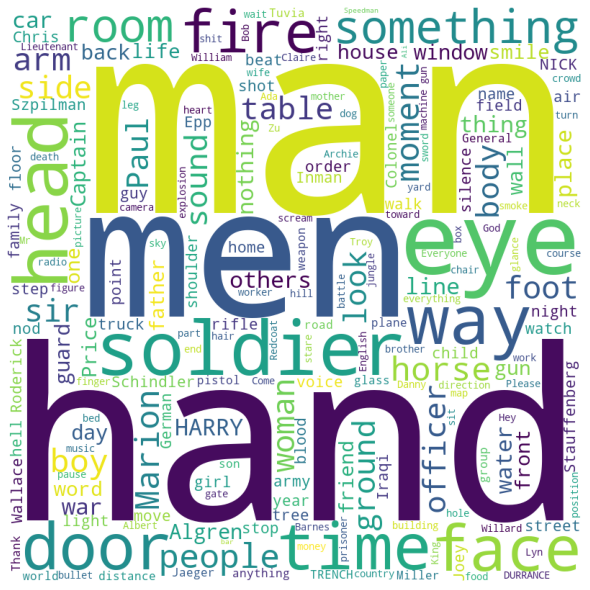 man
hand
men
fire
something
room
car
arm
side
head
eye
way
soldier
face
time
door
people
ground
horse
officer
foot
body
moment
table
sound
Paul
Woman
Marion
boy
sir
HARRY
Algren
look
line
others
nothing
Captain
Chris
Lieutenant
William
Bob
wait
Tuvia
Speedman
right
house
window
smile
NICK
crowd
back
life
beat
shot
wife
Claire
Szpilman
Epp
leg
heart
Ada
mother
dog
Zu
Air
paper
someone
machine gun
sword
Colonel
name
field
General
air
turn
thing
wall
place
guy
camera
explosion
Archie
order
Inman
silence
walk
toward
yard
God
smoke
neck
family
floor
death
Mr
picture
radio
one
step
figure
sky
shoulder
home
weapon
scream
worker
hill
Troy
jungle
Everyone
box
chair
glance
course
everything
point
father
truck
nod
guard
Price
rifle
road
plane
battle
stare
night
watch
child
gun
Wallace
hell
Roderick
finger
Schindler
pistol
hair
part
end
Redcoat
Come
English
brother
work
voice
glass
Danny
map
direction
sit
Please
Hey
Stauffenberg
day
bed
music
pause
word
war
German
blood
girl
son
gate
Iraqi
army
year
friend
group
water
front
position
light
move
Albert
stop
tree
Barnes
prisoner
building
hole
Willard
street
Thank
world
bullet
distance
Jaeger
bar
money
anything
TRENCH
country
Miller
King
Joey
food
Lyn
DURRANCE
shit